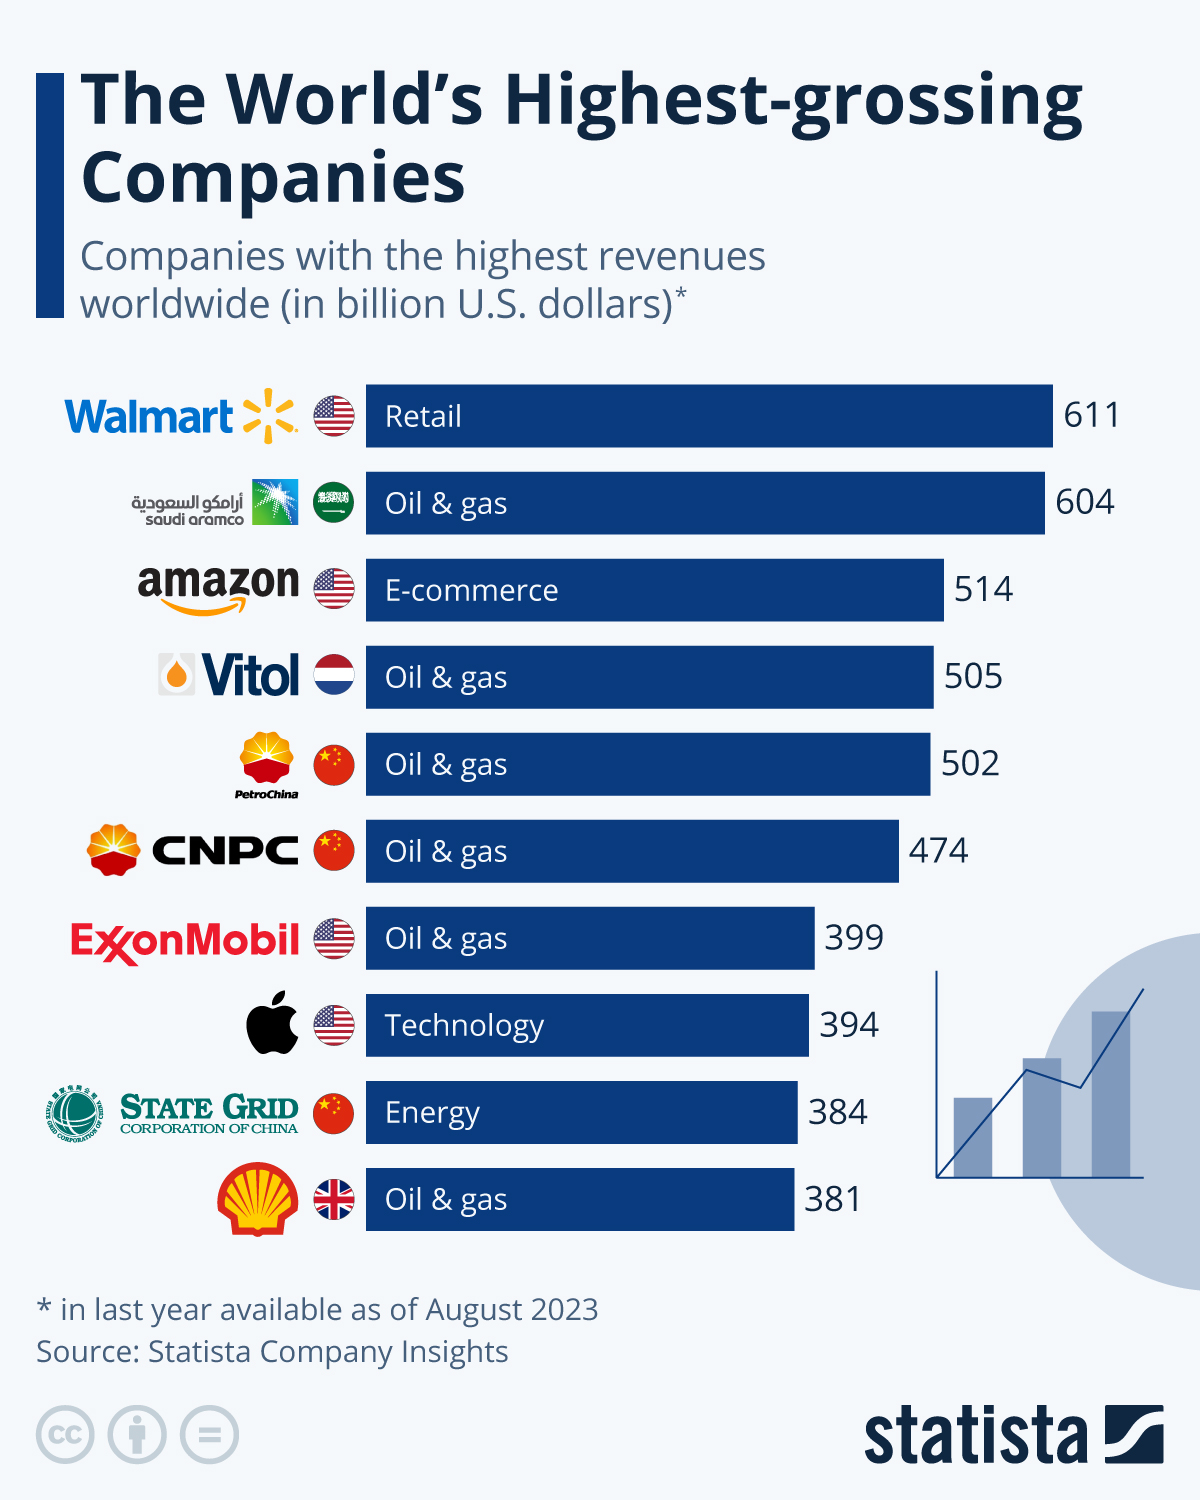 The World's Highest-grossing
Companies
Companies with the highest revenues
worldwide (in billion U.S. dollars)*
Walmart
Retail
611
أرامكو السعودية
saudi aramco
Oil & gas
604
amazon
E-commerce
514
Vitol
Oil & gas
505
PetroChina
Oil & gas
502
CNPC
Oil & gas
474
ExxonMobil
Oil & gas
399
Technology
394
STATE GRID
CORPORATION OF CHINA
Energy
384
Oil & gas
381
* in last year available as of August 2023
Source: Statista Company Insights
cc
statista